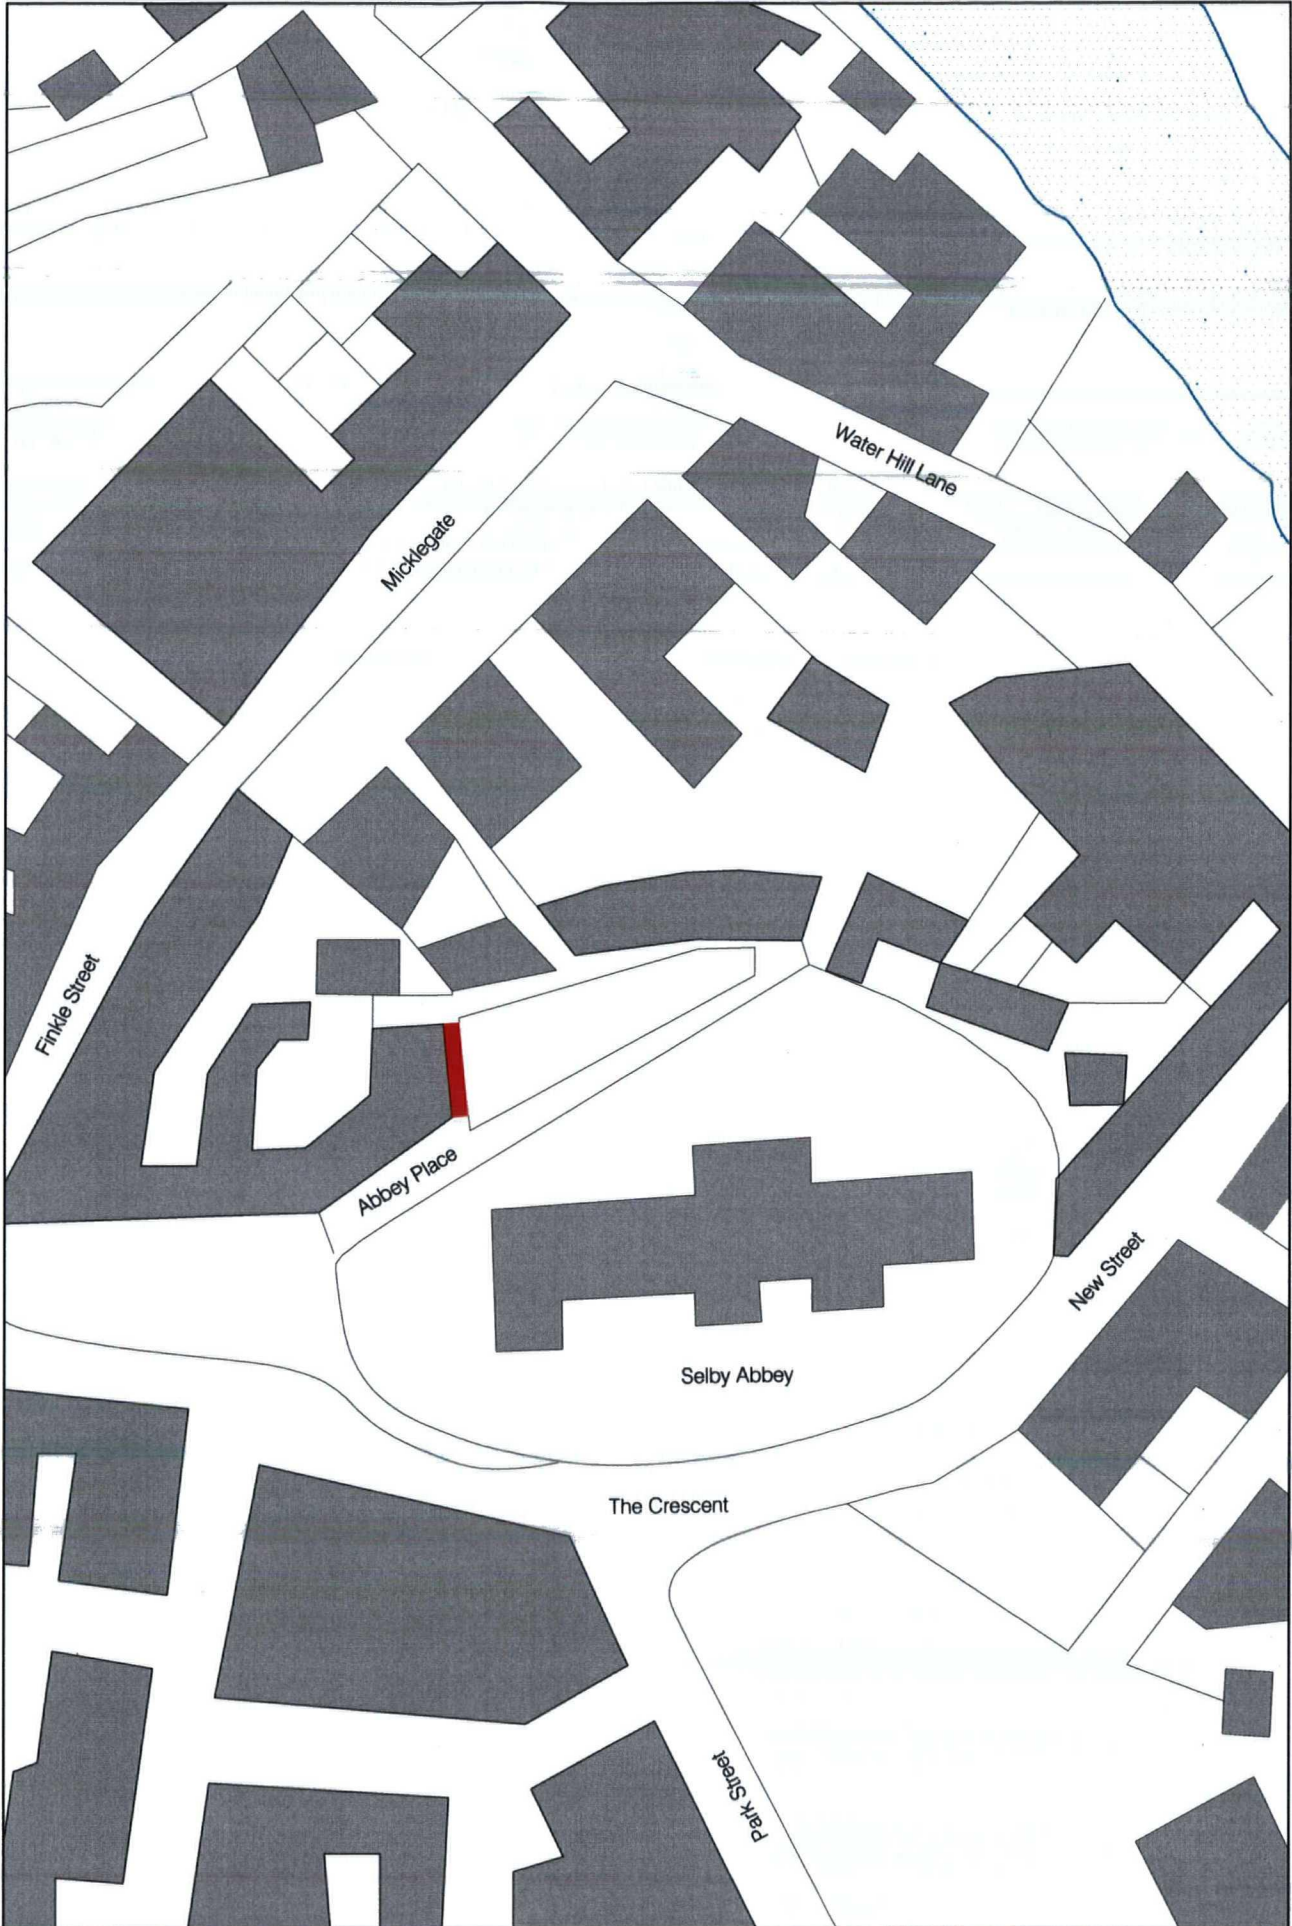 Water Hill Lane
Micklegate
Finkle Street
Abbey Place
New Street
Selby Abbey
The Crescent
Park Street